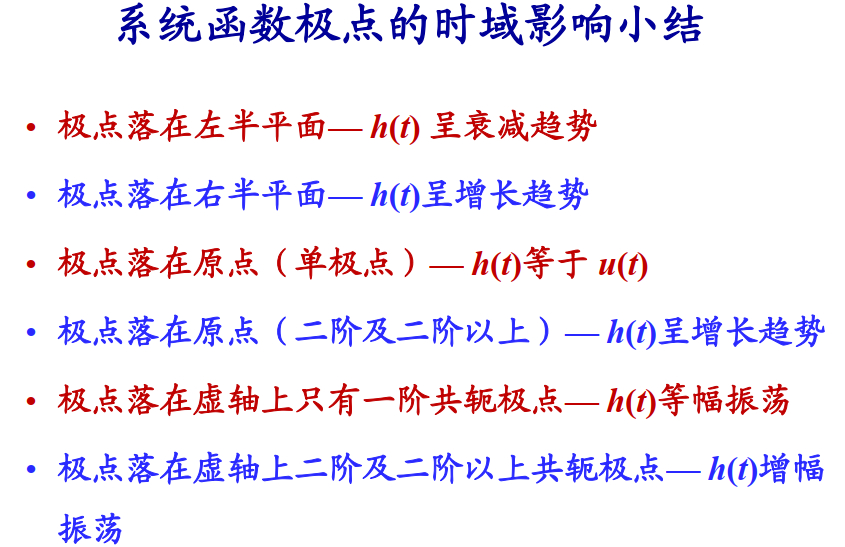 系统函数极点的时域影响小结
• 极点落在左半平面— h(t) 呈衰减趋势
• 极点落在右半平面— h(t)呈增长趋势
• 极点落在原点（单极点）— h(t)等于 u(t)
• 极点落在原点（二阶及二阶以上）— h(t)呈增长趋势
• 极点落在虚轴上只有一阶共轭极点— h(t)等幅振荡
• 极点落在虚轴上二阶及二阶以上共轭极点— h(t)增幅
振荡